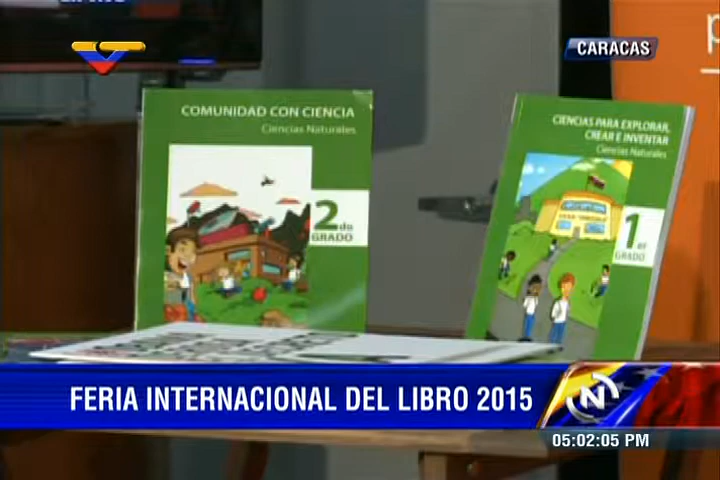 CARACAS
COMUNIDAD CON CIENCIA
Ciencias Naturales
2do
GRADO
CIENCIAS PARA EXPLORAR,
CREAR E INVENTAR
Ciencias Naturales
1er
GRADO
FERIA INTERNACIONAL DEL LIBRO 2015
N
05:02:05 PM